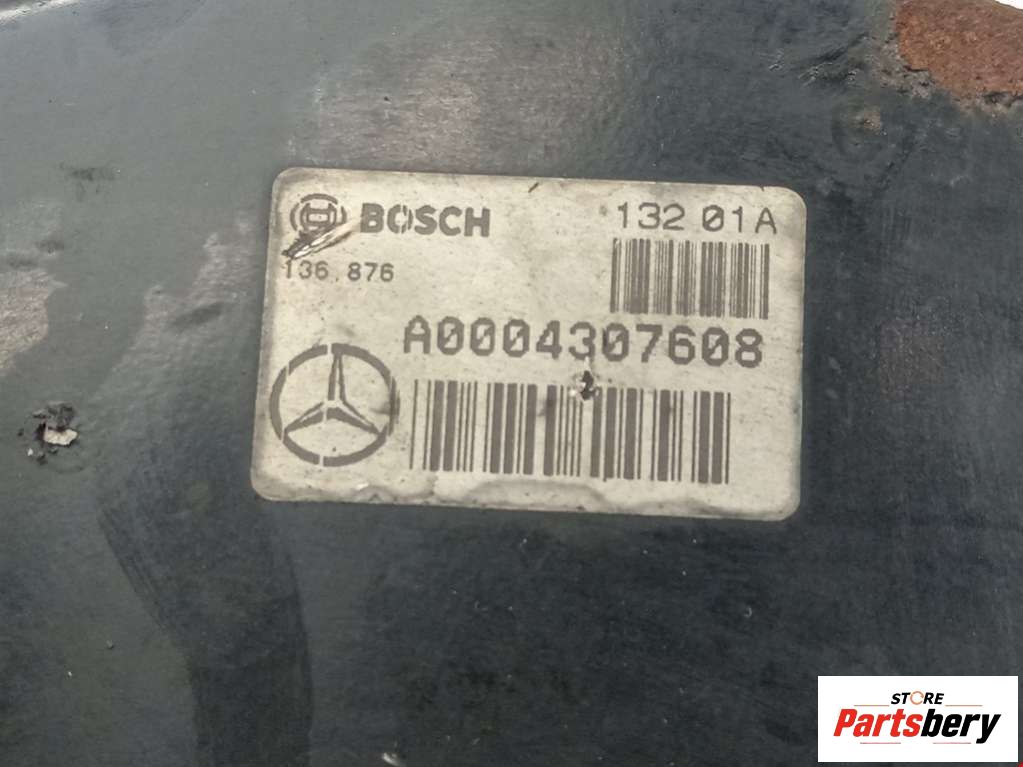 BOSCH 132 01A
136.876
A0004307608
STORE
Partsbery